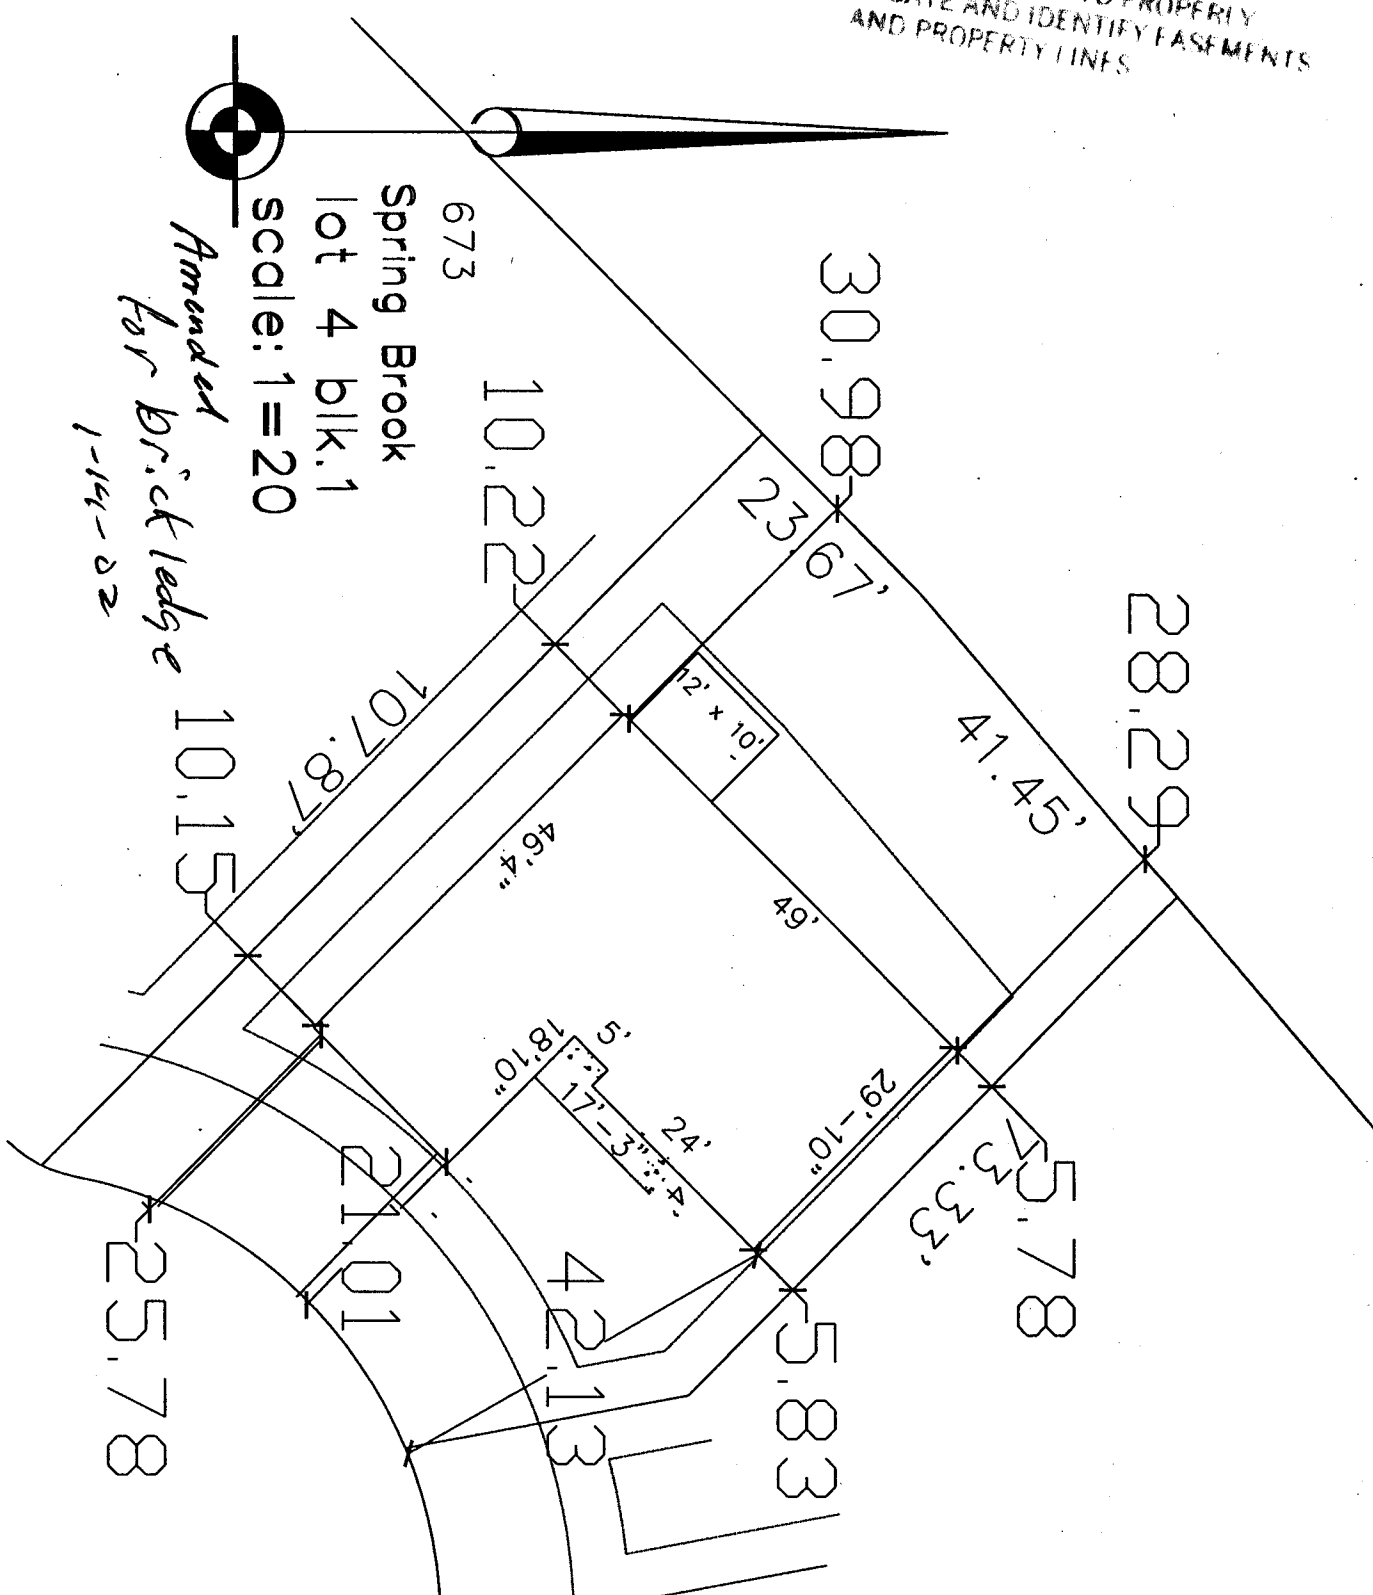 TO PROPERLY
AND IDENTIFY EASEMENTS
AND PROPERTY LINES
673
Spring Brook
lot 4 blk.1
scale: 1=20
Amended
for brick ledge
1-14-02
30.98
28.29
10.22
10.15
23.67'
41.45'
107.87'
73.33'
12' x 10'
46'4"
49'
29'-10"
18'10"
5'
17'-3"
24'
4'
5.78
5.83
21.01
42.13
25.78